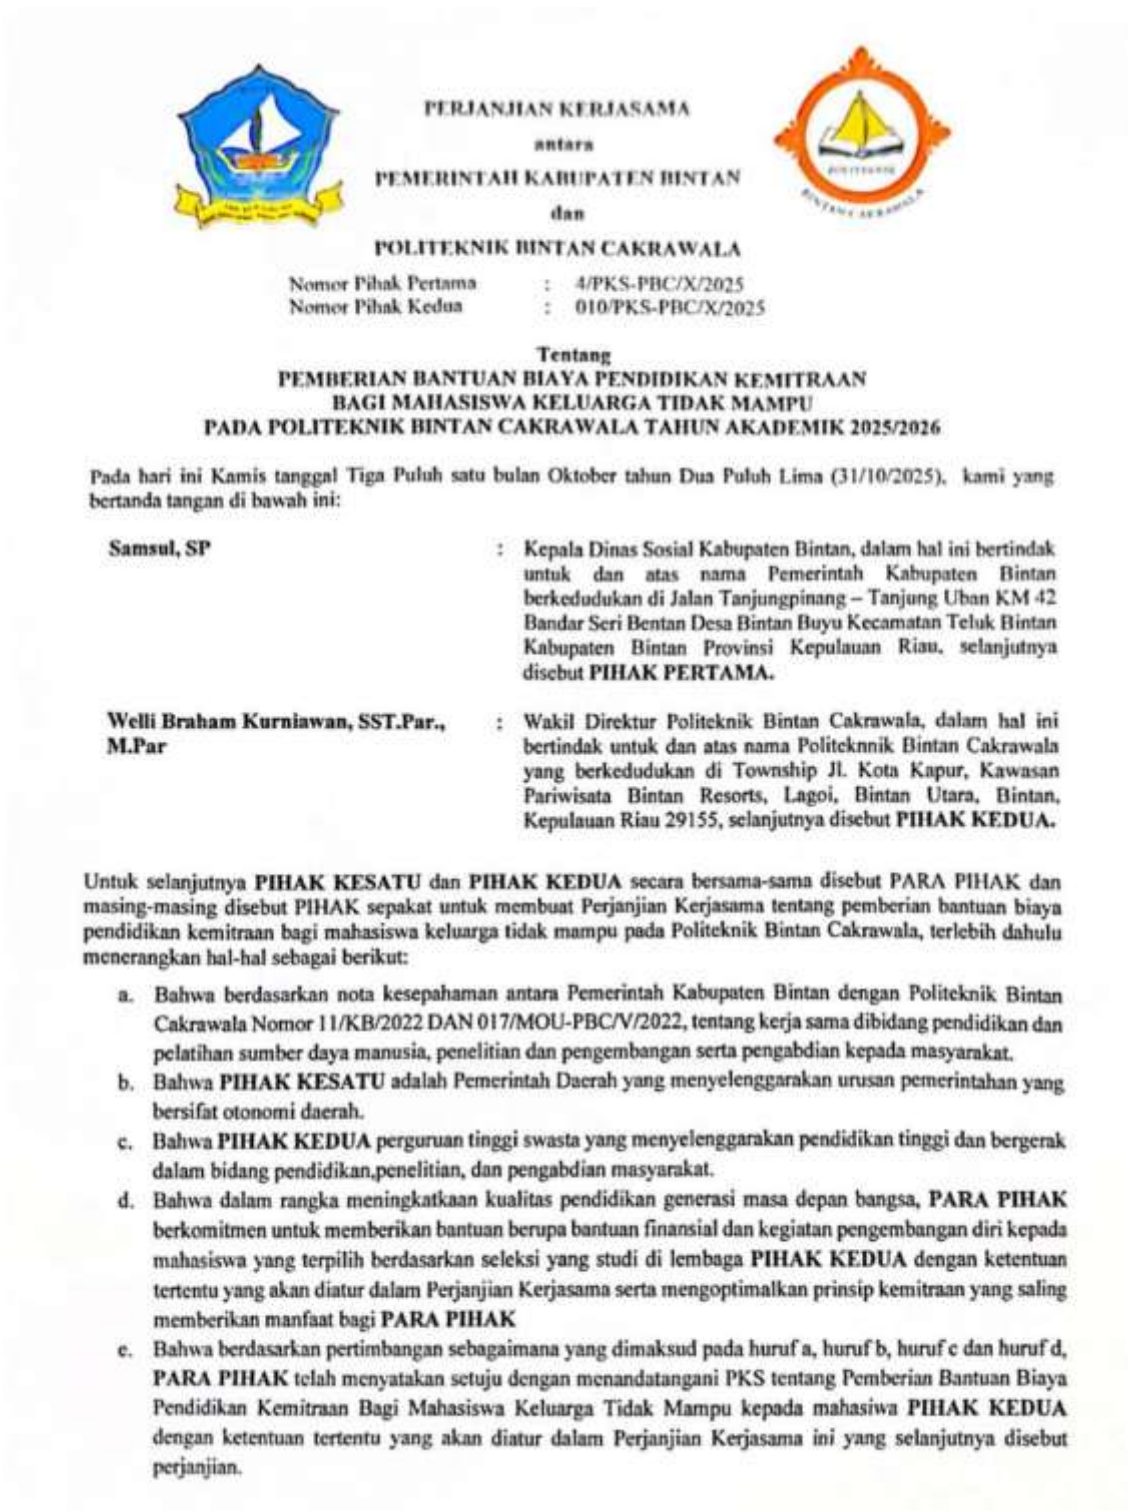 PERJANJIAN KERJASAMA
antara
PEMERINTAH KABUPATEN BINTAN
dan
POLITEKNIK BINTAN CAKRAWALA
POLITEKNIK
BINTAN CAKRAWALA
Nomor Pihak Pertama : 4/PKS-PBC/X/2025
Nomor Pihak Kedua : 010/PKS-PBC/X/2025
Tentang
PEMBERIAN BANTUAN BIAYA PENDIDIKAN KEMITRAAN
BAGI MAHASISWA KELUARGA TIDAK MAMPU
PADA POLITEKNIK BINTAN CAKRAWALA TAHUN AKADEMIK 2025/2026
Pada hari ini Kamis tanggal Tiga Puluh satu bulan Oktober tahun Dua Puluh Lima (31/10/2025), kami yang
bertanda tangan di bawah ini:
Samsul, SP : Kepala Dinas Sosial Kabupaten Bintan, dalam hal ini bertindak
untuk dan atas nama Pemerintah Kabupaten Bintan
berkedudukan di Jalan Tanjungpinang – Tanjung Uban KM 42
Bandar Seri Bentan Desa Bintan Buyu Kecamatan Teluk Bintan
Kabupaten Bintan Provinsi Kepulauan Riau, selanjutnya
disebut PIHAK PERTAMA.
Welli Braham Kurniawan, SST.Par., : Wakil Direktur Politeknik Bintan Cakrawala, dalam hal ini
M.Par bertindak untuk dan atas nama Politeknnik Bintan Cakrawala
yang berkedudukan di Township Jl. Kota Kapur, Kawasan
Pariwisata Bintan Resorts, Lagoi, Bintan Utara, Bintan,
Kepulauan Riau 29155, selanjutnya disebut PIHAK KEDUA.
Untuk selanjutnya PIHAK KESATU dan PIHAK KEDUA secara bersama-sama disebut PARA PIHAK dan
masing-masing disebut PIHAK sepakat untuk membuat Perjanjian Kerjasama tentang pemberian bantuan biaya
pendidikan kemitraan bagi mahasiswa keluarga tidak mampu pada Politeknik Bintan Cakrawala, terlebih dahulu
menerangkan hal-hal sebagai berikut:
a. Bahwa berdasarkan nota kesepahaman antara Pemerintah Kabupaten Bintan dengan Politeknik Bintan
Cakrawala Nomor 11/KB/2022 DAN 017/MOU-PBC/V/2022, tentang kerja sama dibidang pendidikan dan
pelatihan sumber daya manusia, penelitian dan pengembangan serta pengabdian kepada masyarakat.
b. Bahwa PIHAK KESATU adalah Pemerintah Daerah yang menyelenggarakan urusan pemerintahan yang
bersifat otonomi daerah.
c. Bahwa PIHAK KEDUA perguruan tinggi swasta yang menyelenggarakan pendidikan tinggi dan bergerak
dalam bidang pendidikan,penelitian, dan pengabdian masyarakat.
d. Bahwa dalam rangka meningkatkaan kualitas pendidikan generasi masa depan bangsa, PARA PIHAK
berkomitmen untuk memberikan bantuan berupa bantuan finansial dan kegiatan pengembangan diri kepada
mahasiswa yang terpilih berdasarkan seleksi yang studi di lembaga PIHAK KEDUA dengan ketentuan
tertentu yang akan diatur dalam Perjanjian Kerjasama serta mengoptimalkan prinsip kemitraan yang saling
memberikan manfaat bagi PARA PIHAK
e. Bahwa berdasarkan pertimbangan sebagaimana yang dimaksud pada huruf a, huruf b, huruf c dan huruf d,
PARA PIHAK telah menyatakan setuju dengan menandatangani PKS tentang Pemberian Bantuan Biaya
Pendidikan Kemitraan Bagi Mahasiswa Keluarga Tidak Mampu kepada mahasiwa PIHAK KEDUA
dengan ketentuan tertentu yang akan diatur dalam Perjanjian Kerjasama ini yang selanjutnya disebut
perjanjian.